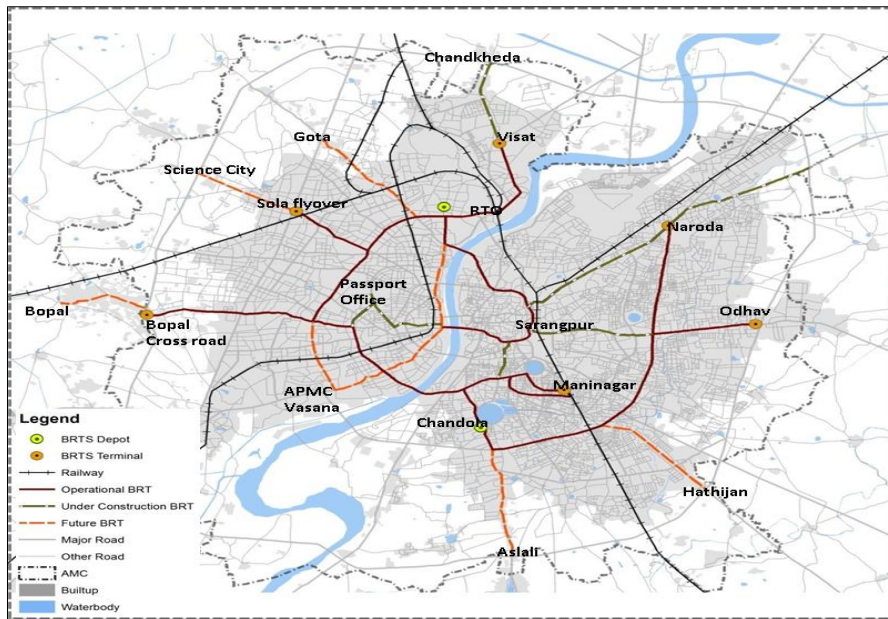 Chandkheda
Gota
Visat
Science City
Sola flyover
RTO
Naroda
Passport
Office
Bopal
Bopal
Cross road
Sarangpur
Odhav
APMC
Vasana
Maninagar
Chandola
Hathijan
Aslali
Legend
BRTS Depot
BRTS Terminal
Railway
Operational BRT
Under Construction BRT
Future BRT
Major Road
Other Road
AMC
Builtup
Waterbody